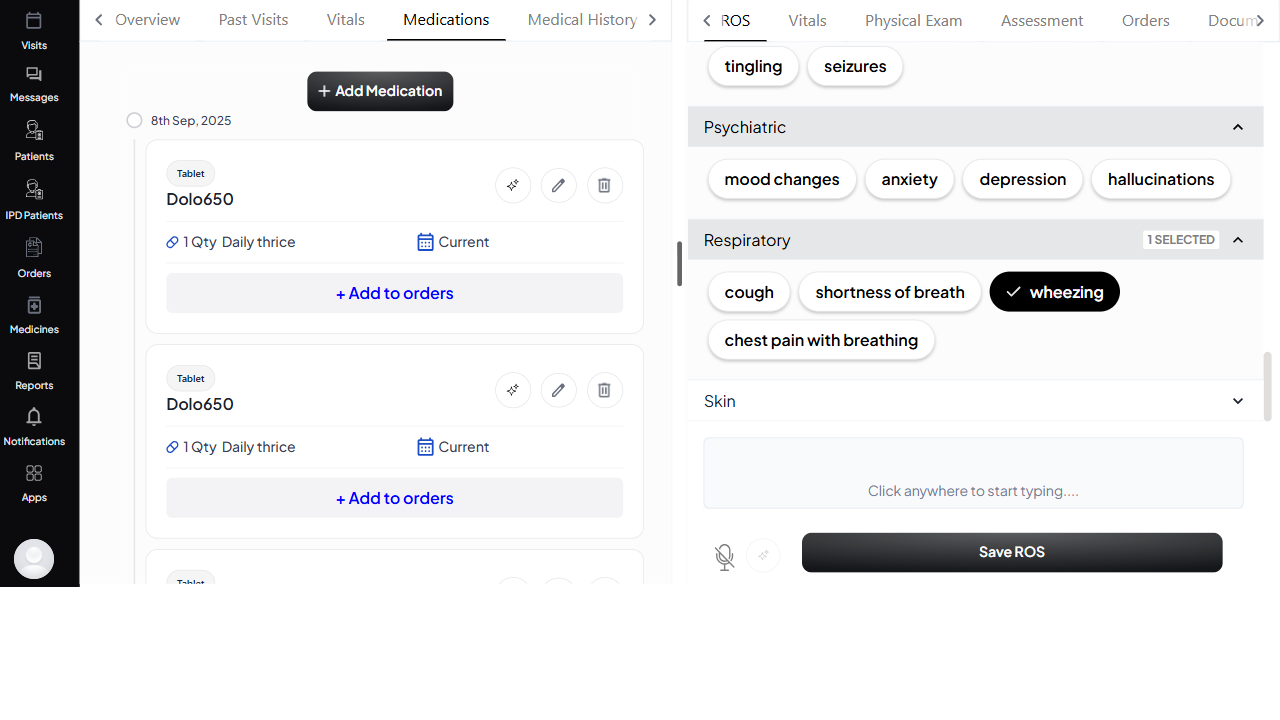 Visits
Messages
Patients
IPD Patients
Orders
Medicines
Reports
Notifications
Apps
Overview Past Visits Vitals Medications Medical History
+ Add Medication
8th Sep, 2025
Tablet
Dolo650
1 Qty Daily thrice Current
+ Add to orders
Tablet
Dolo650
1 Qty Daily thrice Current
+ Add to orders
Tablet
ROS Vitals Physical Exam Assessment Orders Docum
tingling seizures
Psychiatric
mood changes anxiety depression hallucinations
Respiratory 1 SELECTED
cough shortness of breath wheezing
chest pain with breathing
Skin
Click anywhere to start typing....
Save ROS